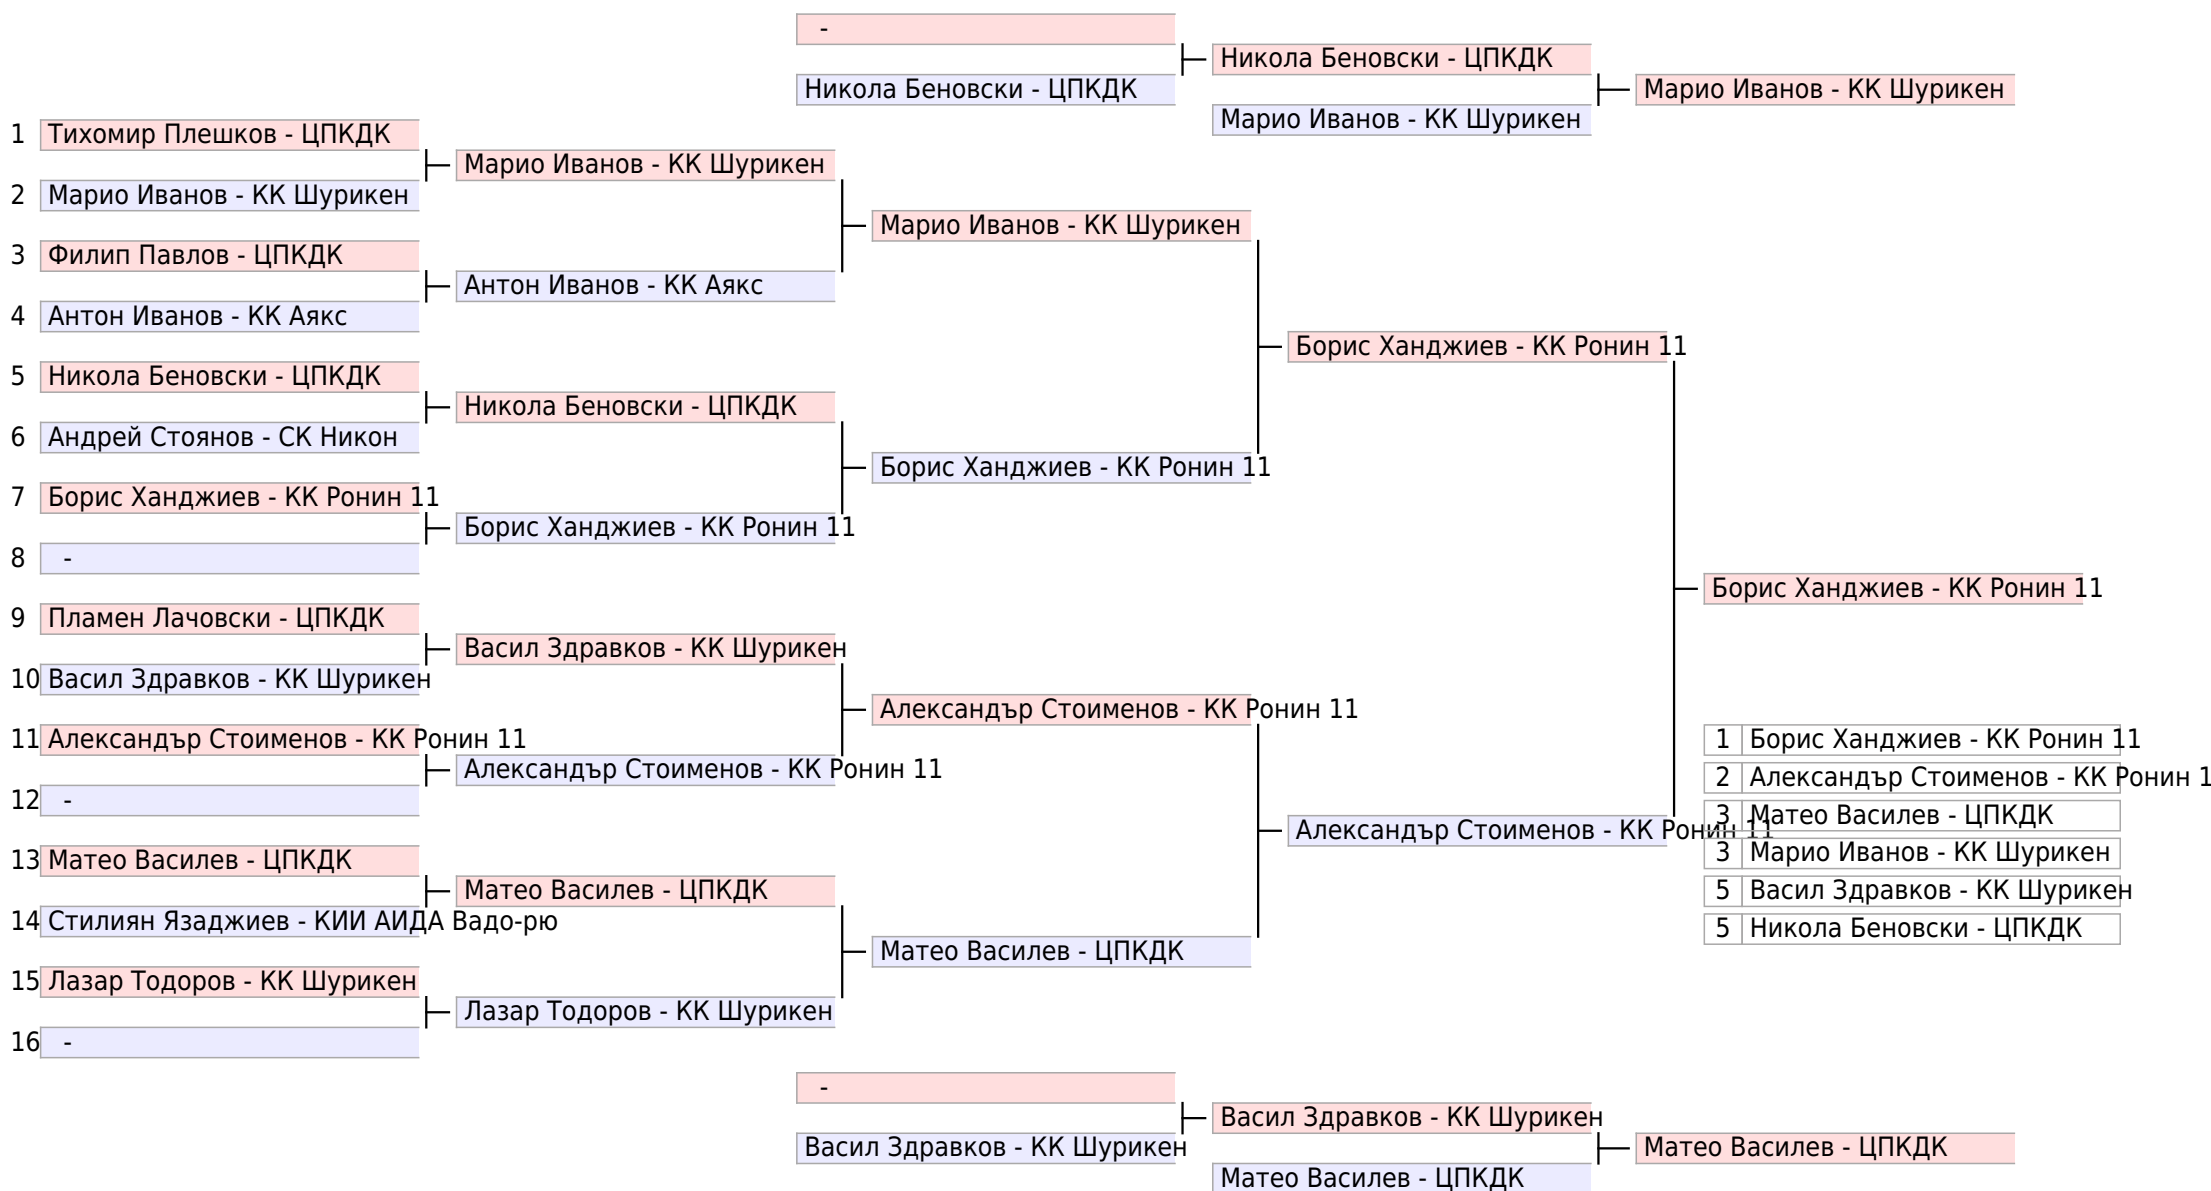 -
Никола Беновски - ЦПКДК
Никола Беновски - ЦПКДК
Марио Иванов - КК Шурикен
Марио Иванов - КК Шурикен
1 Тихомир Плешков - ЦПКДК
Марио Иванов - КК Шурикен
2 Марио Иванов - КК Шурикен
Марио Иванов - КК Шурикен
3 Филип Павлов - ЦПКДК
Антон Иванов - КК Аякс
4 Антон Иванов - КК Аякс
Борис Ханджиев - КК Ронин 11
5 Никола Беновски - ЦПКДК
Никола Беновски - ЦПКДК
6 Андрей Стоянов - СК Никон
Борис Ханджиев - КК Ронин 11
7 Борис Ханджиев - КК Ронин 11
Борис Ханджиев - КК Ронин 11
8 -
Борис Ханджиев - КК Ронин 11
9 Пламен Лачовски - ЦПКДК
Васил Здравков - КК Шурикен
10 Васил Здравков - КК Шурикен
Александър Стоименов - КК Ронин 11
11 Александър Стоименов - КК Ронин 11
Александър Стоименов - КК Ронин 11
12 -
Александър Стоименов - КК Ронин 11
13 Матео Василев - ЦПКДК
Матео Василев - ЦПКДК
14 Стилиян Язаджиев - КИИ АИДА Вадо-рю
Матео Василев - ЦПКДК
15 Лазар Тодоров - КК Шурикен
Лазар Тодоров - КК Шурикен
16 -
1 Борис Ханджиев - КК Ронин 11
2 Александър Стоименов - КК Ронин 1
3 Матео Василев - ЦПКДК
3 Марио Иванов - КК Шурикен
5 Васил Здравков - КК Шурикен
5 Никола Беновски - ЦПКДК
-
Васил Здравков - КК Шурикен
Васил Здравков - КК Шурикен
Матео Василев - ЦПКДК
Матео Василев - ЦПКДК